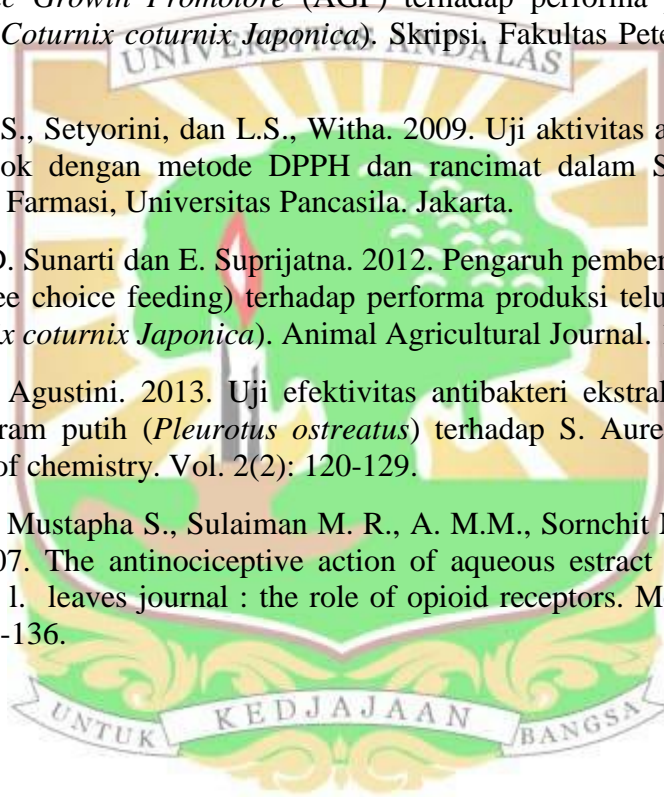 Growth Promotore (AGP) terhadap performa
Coturnix coturnix Japonica). Skripsi. Fakultas Pete
UNIVERSITAS ANDALAS
S., Setyorini, dan L.S., Witha. 2009. Uji aktivitas a
ok dengan metode DPPH dan rancimat dalam S
Farmasi, Universitas Pancasila. Jakarta.
D. Sunarti dan E. Suprijatna. 2012. Pengaruh pember
ee choice feeding) terhadap performa produksi telu
x coturnix Japonica). Animal Agricultural Journal.
Agustini. 2013. Uji efektivitas antibakteri ekstrak
ram putih (Pleurotus ostreatus) terhadap S. Aure
of chemistry. Vol. 2(2): 120-129.
Mustapha S., Sulaiman M. R., A. M.M., Sornchit
07. The antinociceptive action of aqueous estract
l. leaves journal : the role of opioid receptors. M
-136.
UNTUK KEDJAJAAN BANGSA